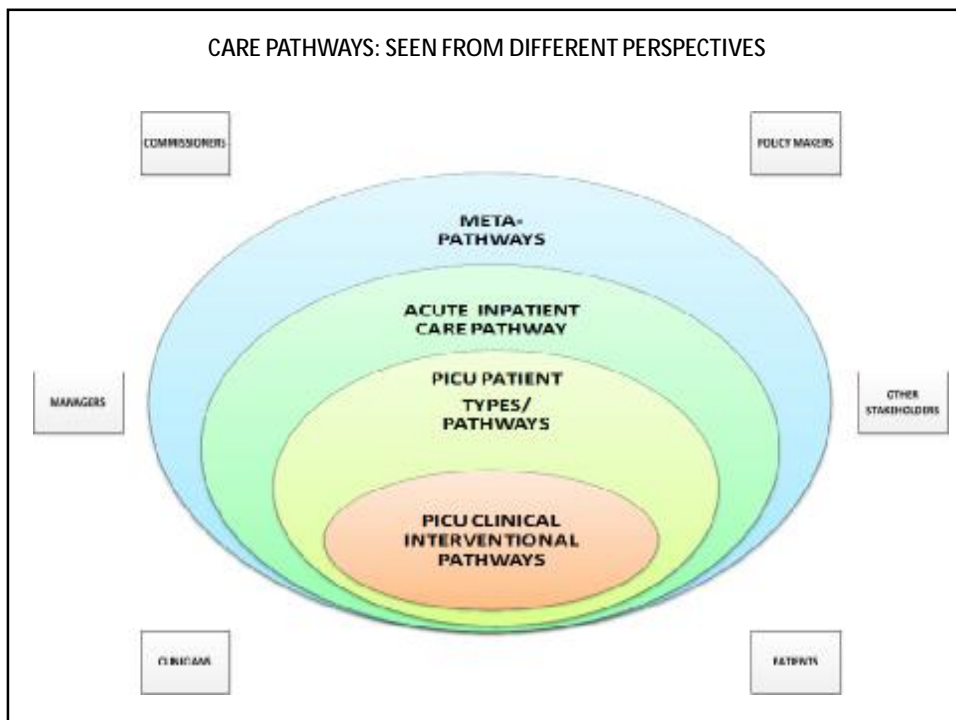 CARE PATHWAYS: SEEN FROM DIFFERENT PERSPECTIVES
COMMISSIONERS
POLICY MAKERS
META-
PATHWAYS
ACUTE INPATIENT
CARE PATHWAY
PICU PATIENT
TYPES/
PATHWAYS
MANAGERS
OTHER
STAKEHOLDERS
PICU CLINICAL
INTERVENTIONAL
PATHWAYS
CLINICIANS
PATIENTS